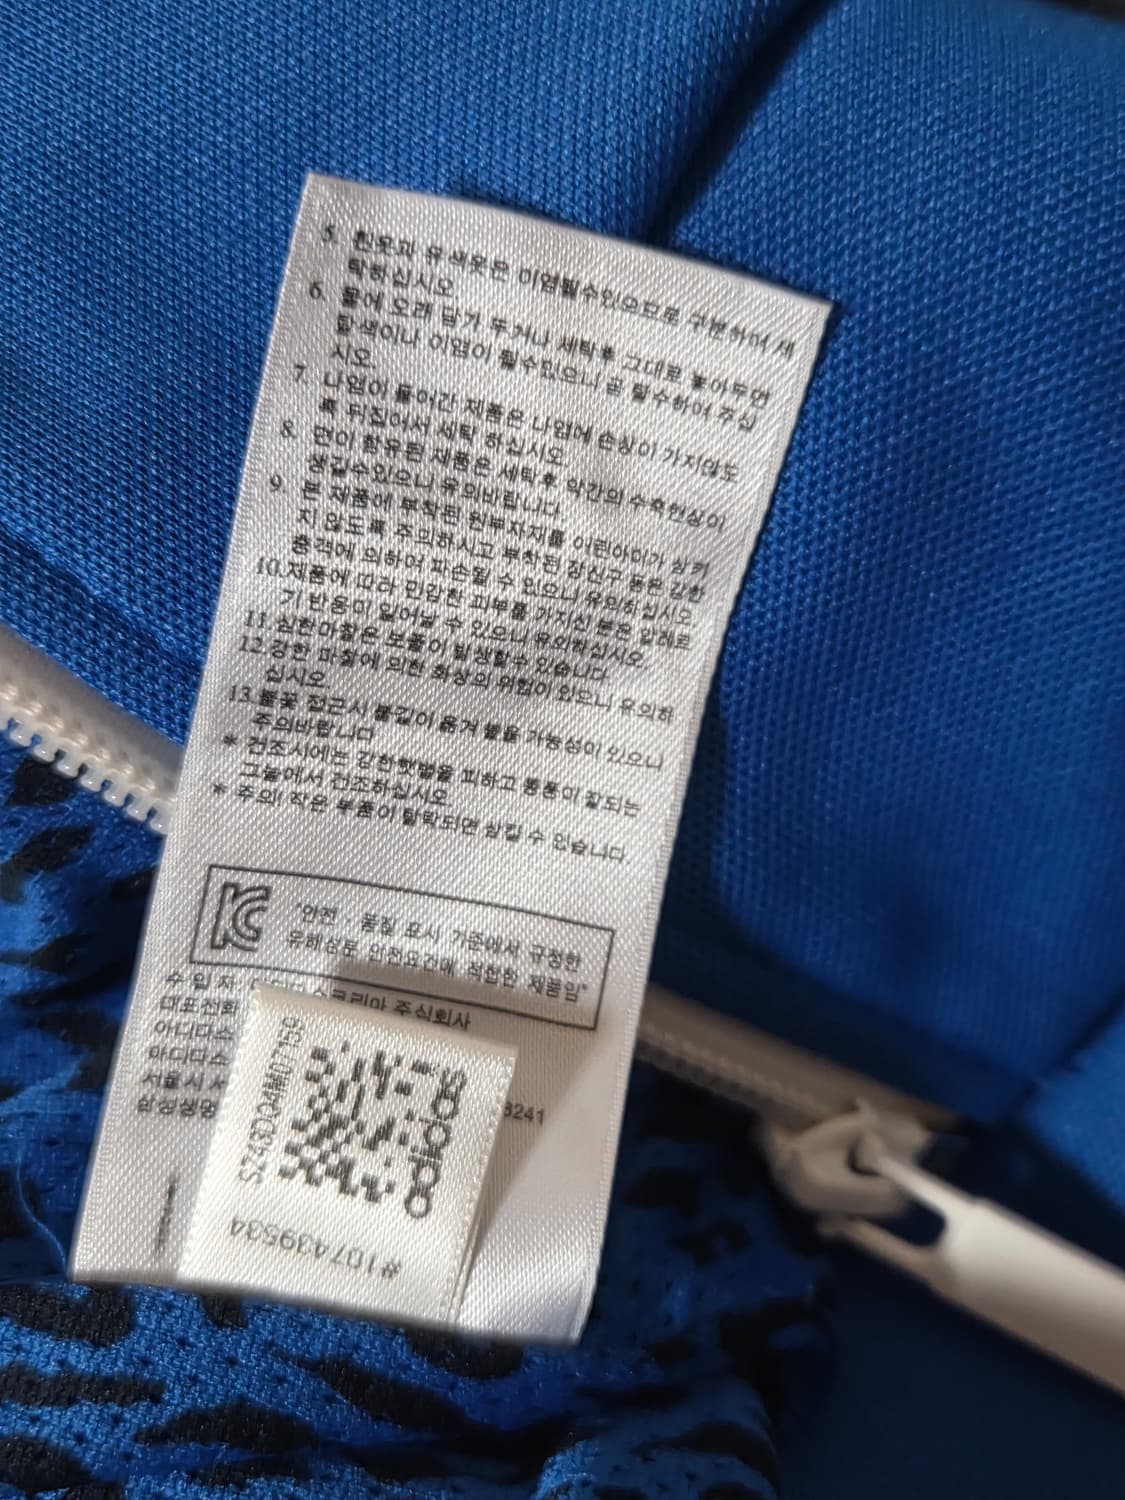 5. 흰옷과 유색옷은 이염될수있으므로 구분하여 세
탁하십시오
6. 물에 오래 담가 두거나 세탁후 그대로 놓아두면
탈색이나 이염이 될수있으니 곧 탈수하여 주십
시오.
7. 나염이 들어간 제품은 나염에 손상이 가지않도
록 뒤집어서 세탁 하십시오.
8. 면이 함유된 제품은 세탁후 약간의 수축현상이
생길수있으니 유의바랍니다
9. 본 제품에 부착된 원부자재를 어린아이가 삼키
지 않도록 주의하시고 부착된 장신구 등은 강한
충격에 의하여 파손될 수 있으니 유의하십시오.
10.제품에 따라 민감한 피부를 가지신 분은 알레르
기 반응이 일어날 수 있으니 유의하십시오.
11.심한마찰은 보풀이 발생할수 있습니다
12.강한 마찰에 의한 화상의 위험이 있으니 유의하
십시오
13.불꽃 접근시 불길이 옮겨 붙을 가능성이 있으니
주의바랍니다
* 건조시에는 강한햇볕을 피하고 통풍이 잘되는
그늘에서 건조하십시오
* 주의! 작은 부품이 탈락되면 삼킬 수 있습니다.
KC
"안전 · 품질 표시 기준에서 규정한
유해성로 안전요건에 적합한 제품임"
수 입 자 코리아 주식회사
대표전화
아디다스
아디다스
서울시 서
삼성생명 3241
SZ43Q4M07159
adidas
#107439534